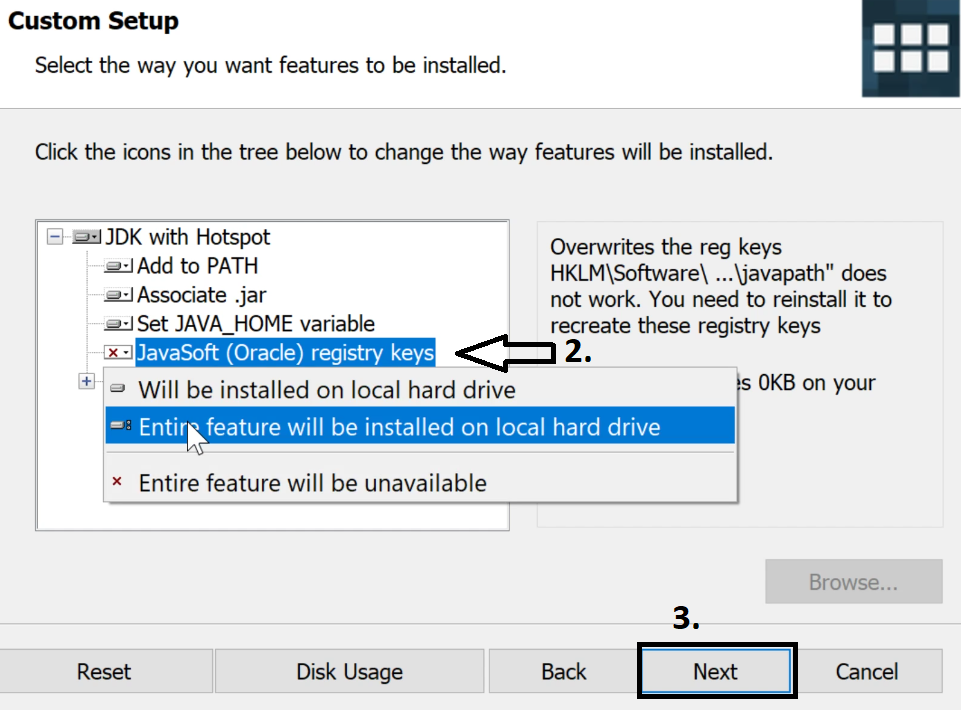 Custom Setup
Select the way you want features to be installed.
Click the icons in the tree below to change the way features will be installed.
JDK with Hotspot
Add to PATH
Associate .jar
Set JAVA_HOME variable
JavaSoft (Oracle) registry keys
2.
Will be installed on local hard drive
Entire feature will be installed on local hard drive
Entire feature will be unavailable
Overwrites the reg keys
HKLM\Software\ ...\javapath" does
not work. You need to reinstall it to
recreate these registry keys
0KB on your
Browse...
3.
Reset
Disk Usage
Back
Next
Cancel